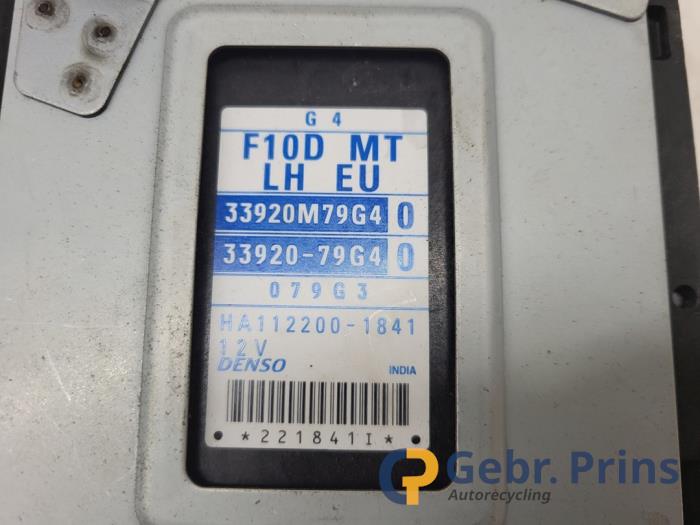 G 4
F10D MT
LH EU
33920M79G4 0
33920-79G4 0
079G3
HA112200-1841
12V
DENSO INDIA
*221841I*
Gebr. Prins
Autorecycling